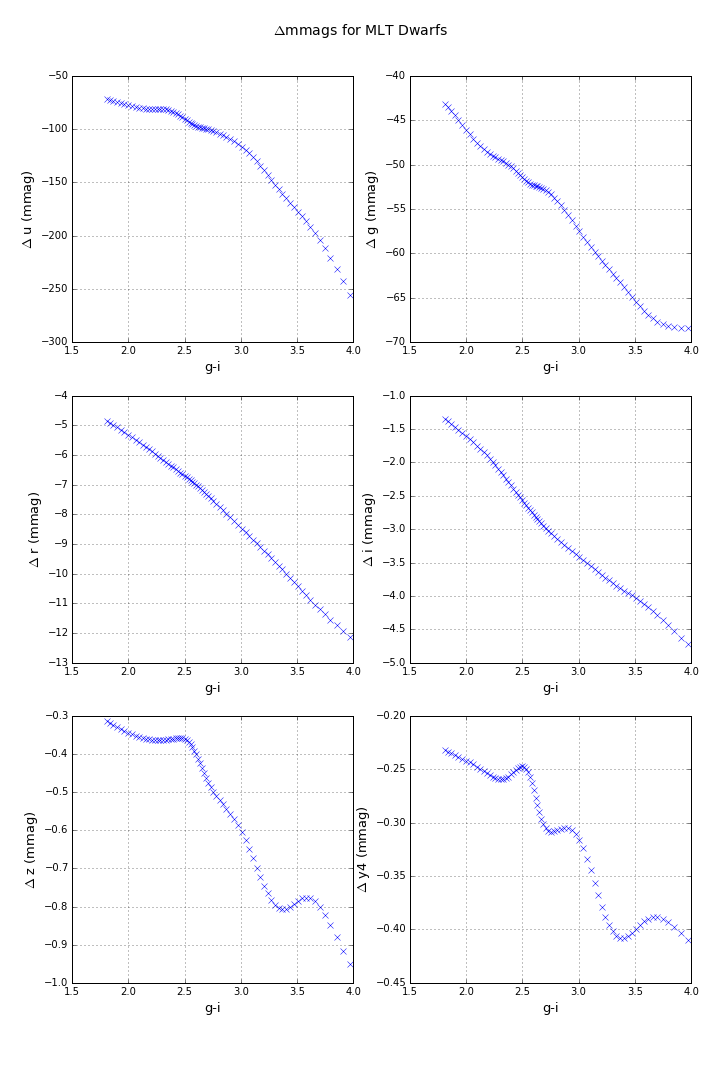 Δmmags for MLT Dwarfs
−50
−100
−150
−200
−250
−300
Δ u (mmag)
1.5 2.0 2.5 3.0 3.5 4.0
g-i
−40
−45
−50
−55
−60
−65
−70
Δ g (mmag)
1.5 2.0 2.5 3.0 3.5 4.0
g-i
−4
−5
−6
−7
−8
−9
−10
−11
−12
−13
Δ r (mmag)
1.5 2.0 2.5 3.0 3.5 4.0
g-i
−1.0
−1.5
−2.0
−2.5
−3.0
−3.5
−4.0
−4.5
−5.0
Δ i (mmag)
1.5 2.0 2.5 3.0 3.5 4.0
g-i
−0.3
−0.4
−0.5
−0.6
−0.7
−0.8
−0.9
−1.0
Δ z (mmag)
1.5 2.0 2.5 3.0 3.5 4.0
g-i
−0.20
−0.25
−0.30
−0.35
−0.40
−0.45
Δ y4 (mmag)
1.5 2.0 2.5 3.0 3.5 4.0
g-i